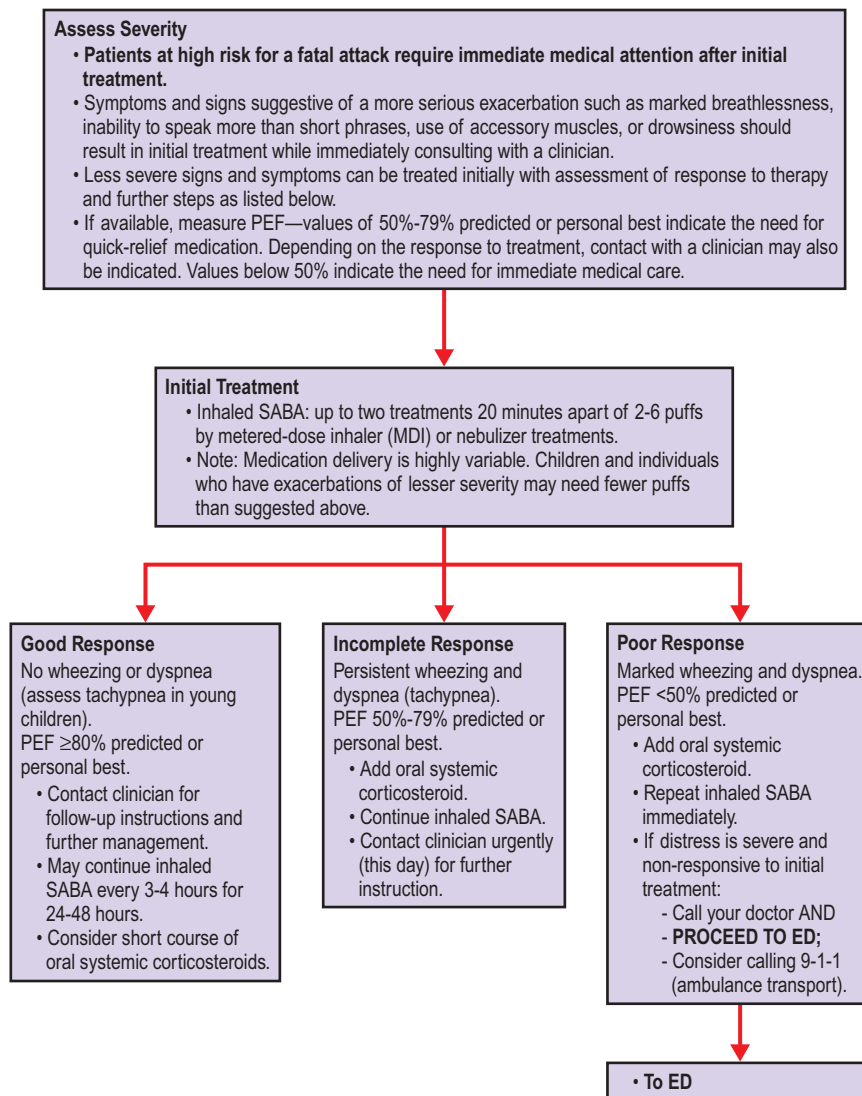 Assess Severity
• Patients at high risk for a fatal attack require immediate medical attention after initial
treatment.
• Symptoms and signs suggestive of a more serious exacerbation such as marked breathlessness,
inability to speak more than short phrases, use of accessory muscles, or drowsiness should
result in initial treatment while immediately consulting with a clinician.
• Less severe signs and symptoms can be treated initially with assessment of response to therapy
and further steps as listed below.
• If available, measure PEF—values of 50%-79% predicted or personal best indicate the need for
quick-relief medication. Depending on the response to treatment, contact with a clinician may also
be indicated. Values below 50% indicate the need for immediate medical care.
Initial Treatment
• Inhaled SABA: up to two treatments 20 minutes apart of 2-6 puffs
by metered-dose inhaler (MDI) or nebulizer treatments.
• Note: Medication delivery is highly variable. Children and individuals
who have exacerbations of lesser severity may need fewer puffs
than suggested above.
Good Response
No wheezing or dyspnea
(assess tachypnea in young
children).
PEF ≥80% predicted or
personal best.
• Contact clinician for
follow-up instructions and
further management.
• May continue inhaled
SABA every 3-4 hours for
24-48 hours.
• Consider short course of
oral systemic corticosteroids.
Incomplete Response
Persistent wheezing and
dyspnea (tachypnea).
PEF 50%-79% predicted or
personal best.
• Add oral systemic
corticosteroid.
• Continue inhaled SABA.
• Contact clinician urgently
(this day) for further
instruction.
Poor Response
Marked wheezing and dyspnea.
PEF <50% predicted or
personal best.
• Add oral systemic
corticosteroid.
• Repeat inhaled SABA
immediately.
• If distress is severe and
non-responsive to initial
treatment:
- Call your doctor AND
- PROCEED TO ED;
- Consider calling 9-1-1
(ambulance transport).
• To ED